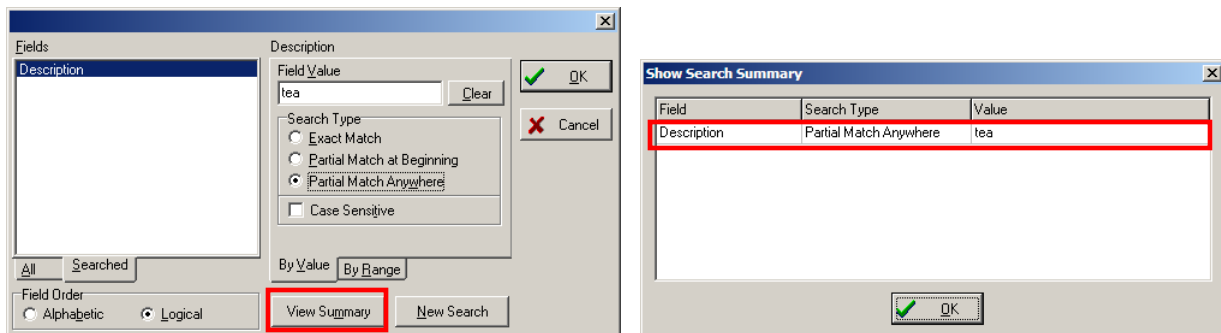 Fields
Description
Description
Field Value
tea
Clear
OK
Search Type
Exact Match
Cancel
Partial Match at Beginning
Partial Match Anywhere
Case Sensitive
All
Searched
By Value
By Range
Field Order
Alphabetic
Logical
View Summary
New Search
Show Search Summary
Field Search Type Value
Description Partial Match Anywhere tea
OK